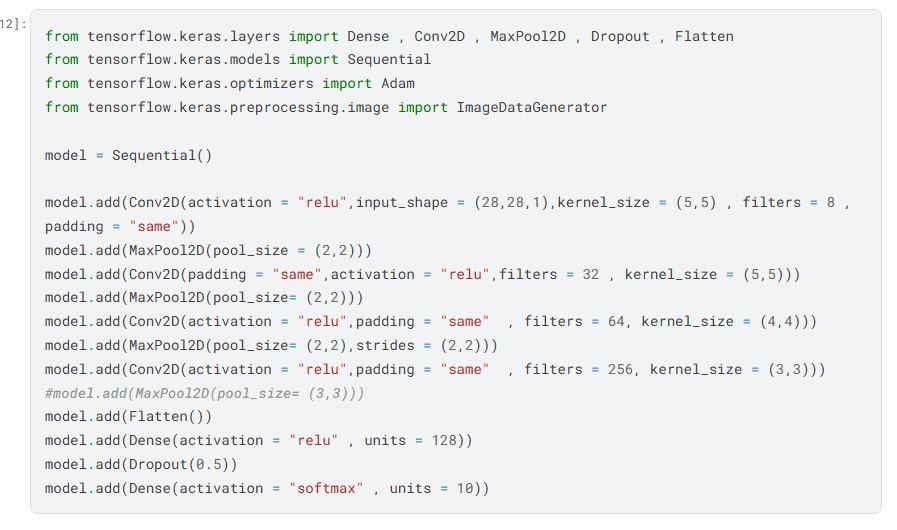 12]:
from tensorflow.keras.layers import Dense , Conv2D , MaxPool2D , Dropout , Flatten
from tensorflow.keras.models import Sequential
from tensorflow.keras.optimizers import Adam
from tensorflow.keras.preprocessing.image import ImageDataGenerator
model = Sequential()
model.add(Conv2D(activation = "relu",input_shape = (28,28,1),kernel_size = (5,5) , filters = 8 ,
padding = "same"))
model.add(MaxPool2D(pool_size = (2,2)))
model.add(Conv2D(padding = "same",activation = "relu",filters = 32 , kernel_size = (5,5)))
model.add(MaxPool2D(pool_size= (2,2)))
model.add(Conv2D(activation = "relu",padding = "same"  , filters = 64, kernel_size = (4,4)))
model.add(MaxPool2D(pool_size= (2,2),strides = (2,2)))
model.add(Conv2D(activation = "relu",padding = "same"  , filters = 256, kernel_size = (3,3)))
#model.add(MaxPool2D(pool_size= (3,3)))
model.add(Flatten())
model.add(Dense(activation = "relu" , units = 128))
model.add(Dropout(0.5))
model.add(Dense(activation = "softmax" , units = 10))